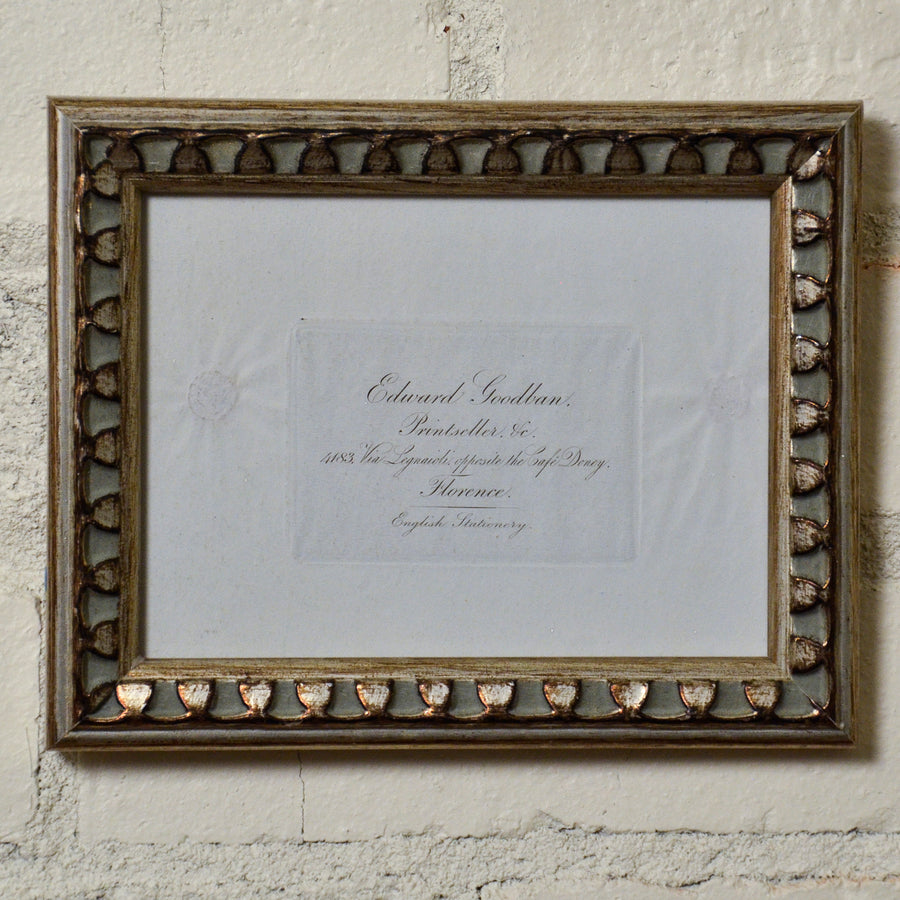 Edward Goodban.
Printseller, &c.
4183, Via Legnaioli, opposite the Café Doney.
Florence.
English Stationery.